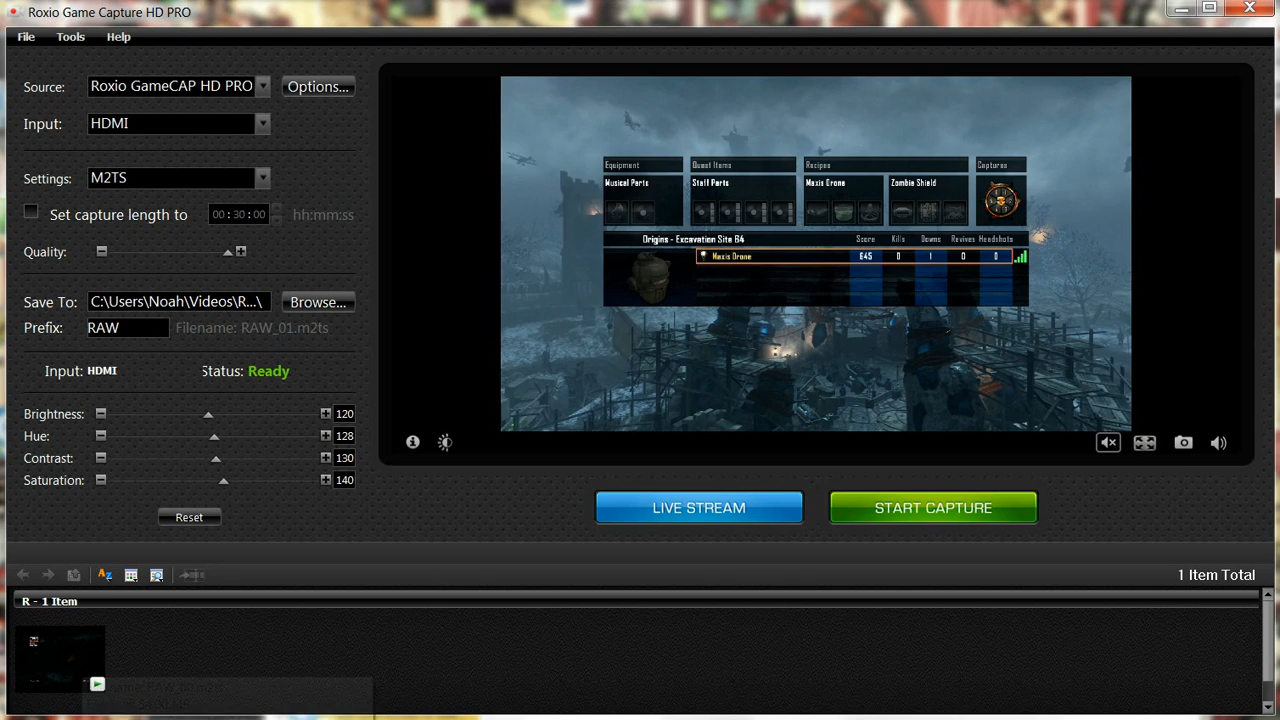 Roxio Game Capture HD PRO
File Tools Help
Source: Roxio GameCAP HD PRO Options...
Input: HDMI
Settings: M2TS
Set capture length to 00:30:00 hh:mm:ss
Quality:
Save To: C:\Users\Noah\Videos\R...\ Browse...
Prefix: RAW Filename: RAW_01.m2ts
Input: HDMI Status: Ready
Brightness: 120
Hue: 128
Contrast: 130
Saturation: 140
Reset
Equipment Quest Items Recipes Captures
Musical Parts Staff Parts Maxis Drone Zombie Shield
Origins - Excavation Site 64 Score Kills Downs Revives Headshots
Maxis Drone 645 0 1 0 0
LIVE STREAM START CAPTURE
1 Item Total
R - 1 Item